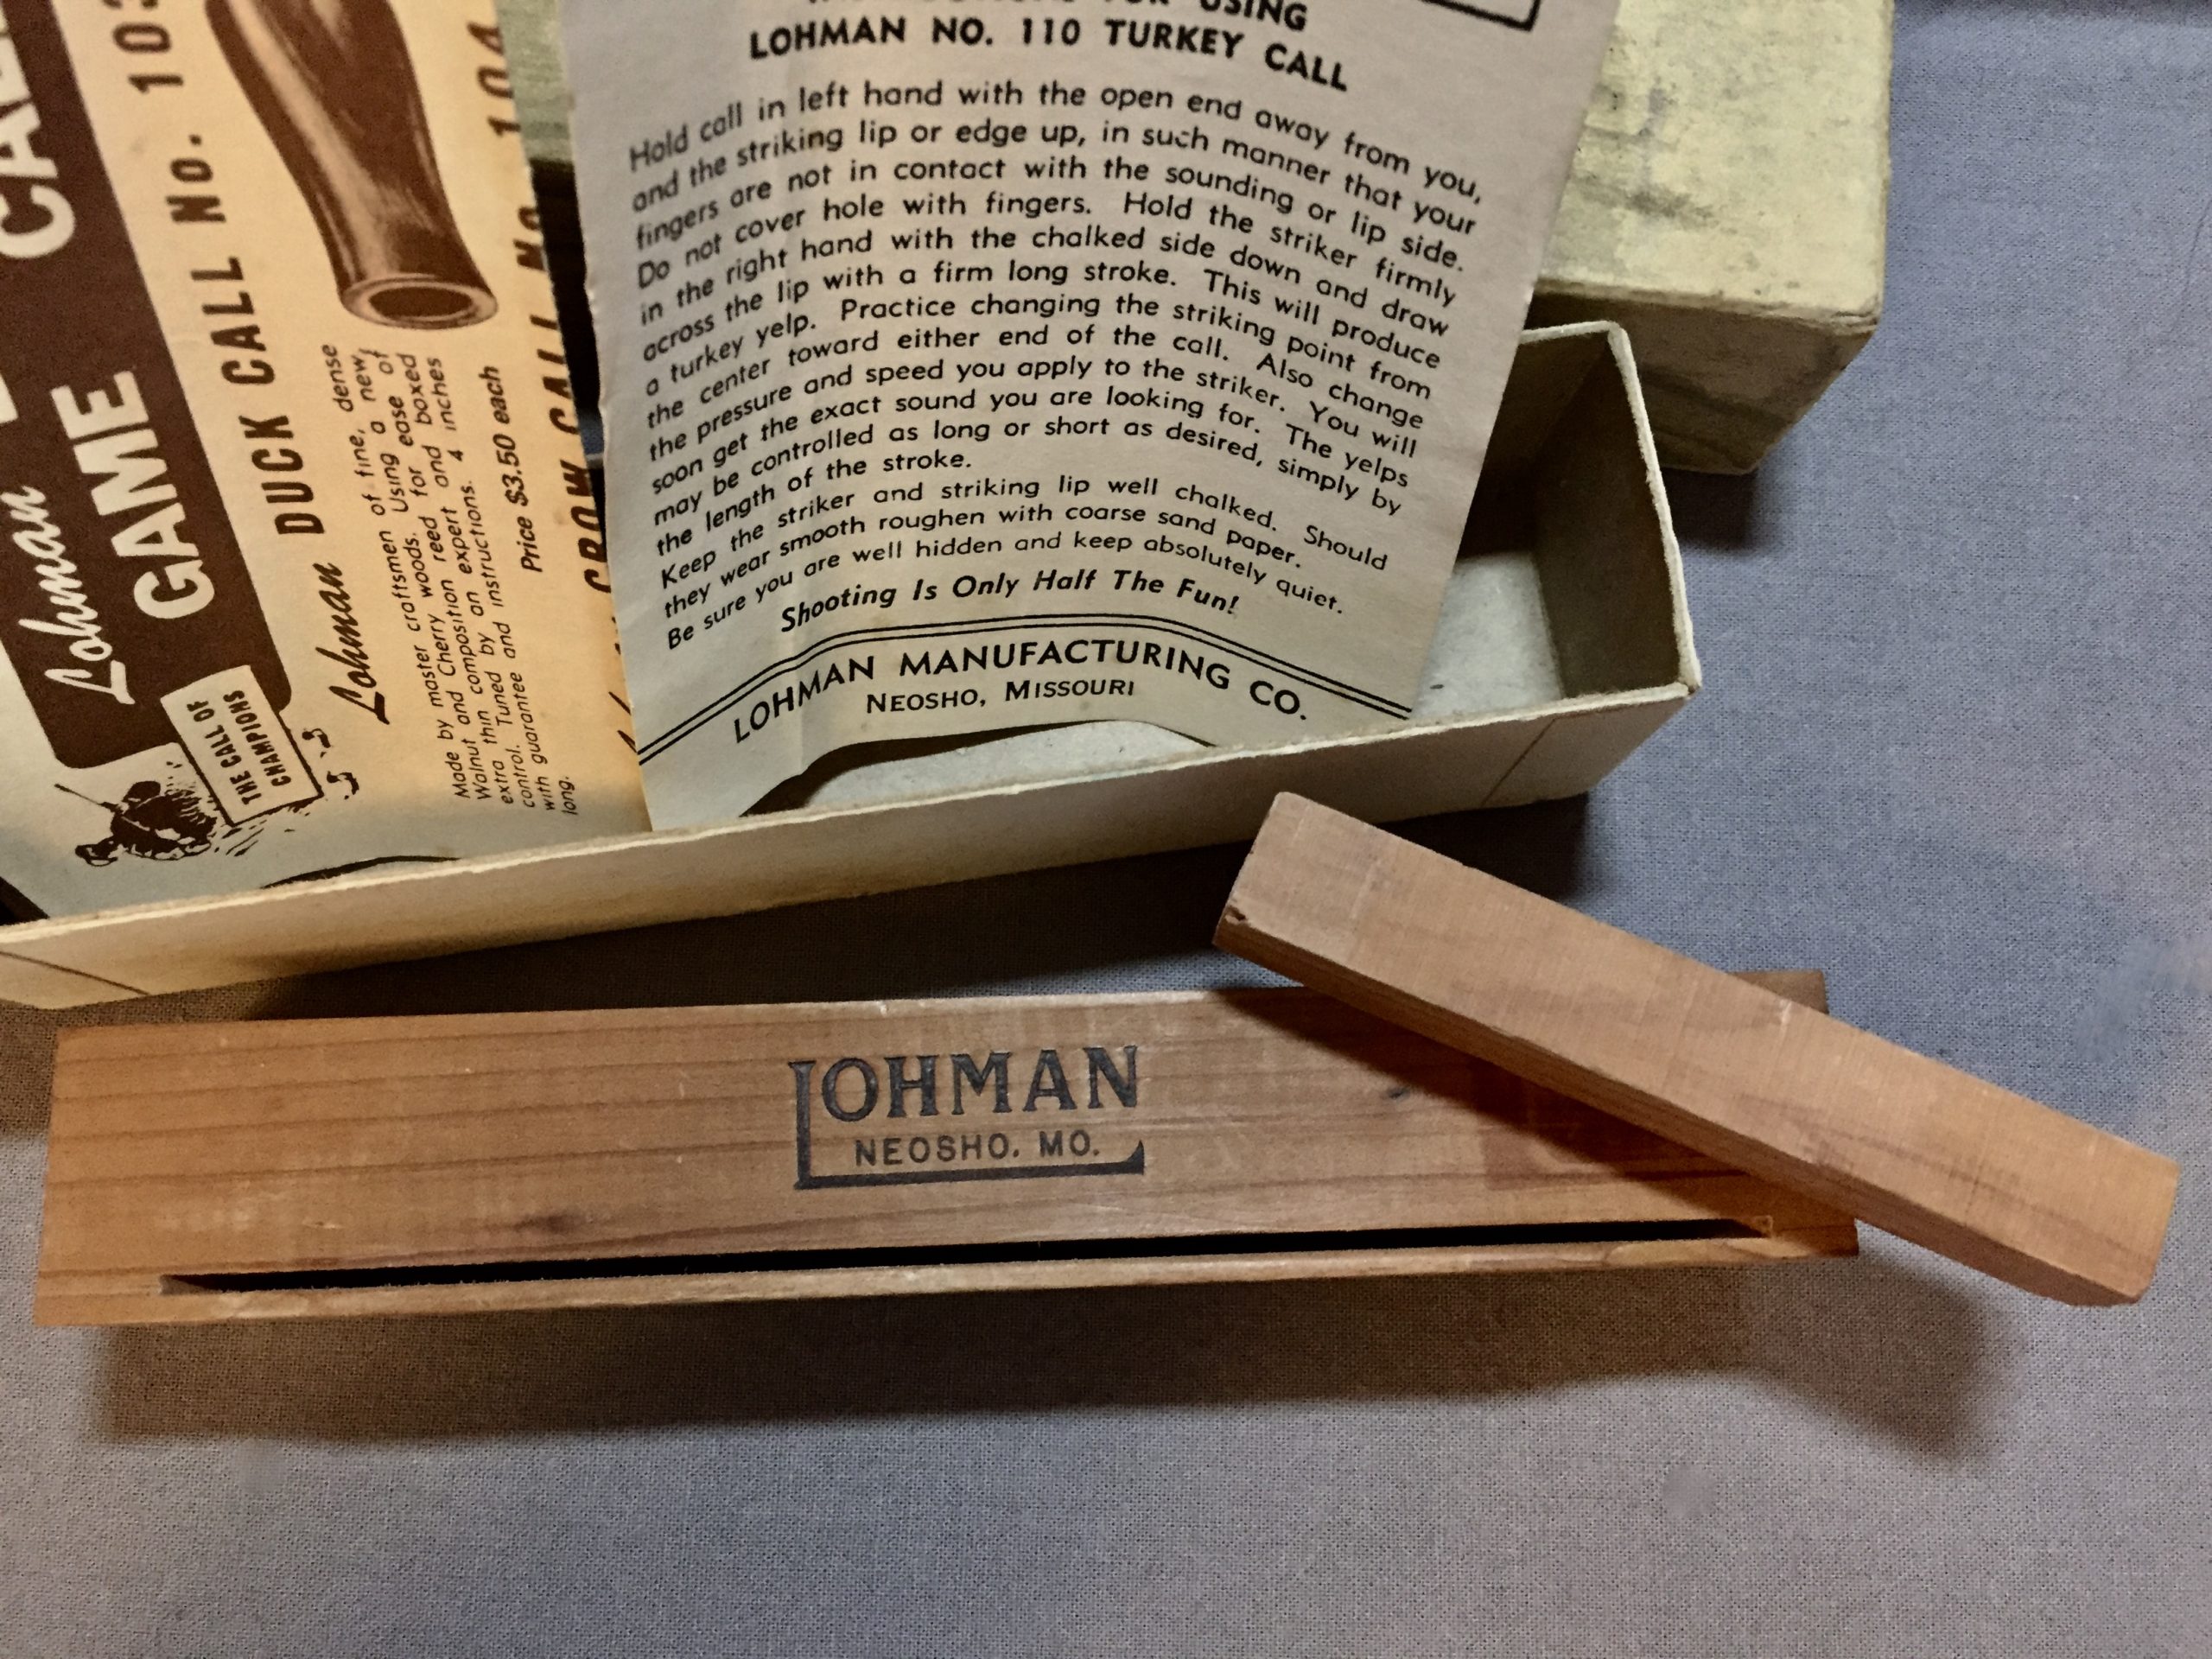 CALL
Lohman
GAME
THE CALL OF
CHAMPIONS
Lohman DUCK CALL No. 103
Made by master craftsmen of fine, dense
Walnut and Cherry woods. Using a new,
extra thin composition reed for ease of
control. Tuned by an expert and boxed
with guarantee and instructions. 4 inches
long.
Price $3.50 each
CROW CALL No. 104
USING
LOHMAN NO. 110 TURKEY CALL
Hold call in left hand with the open end away from you,
and the striking lip or edge up, in such manner that your
fingers are not in contact with the sounding or lip side.
Do not cover hole with fingers. Hold the striker firmly
in the right hand with the chalked side down and draw
across the lip with a firm long stroke. This will produce
a turkey yelp. Practice changing the striking point from
the center toward either end of the call. Also change
the pressure and speed you apply to the striker. You will
soon get the exact sound you are looking for. The yelps
may be controlled as long or short as desired, simply by
the length of the stroke.
Keep the striker and striking lip well chalked. Should
they wear smooth roughen with coarse sand paper.
Be sure you are well hidden and keep absolutely quiet.
Shooting Is Only Half The Fun!
LOHMAN MANUFACTURING CO.
NEOSHO, MISSOURI
LOHMAN
NEOSHO. MO.